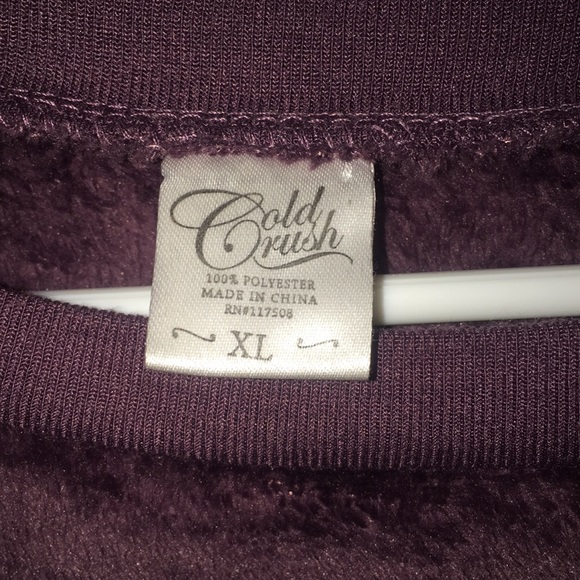 Cold
Crush
100% POLYESTER
MADE IN CHINA
RN#117508
XL